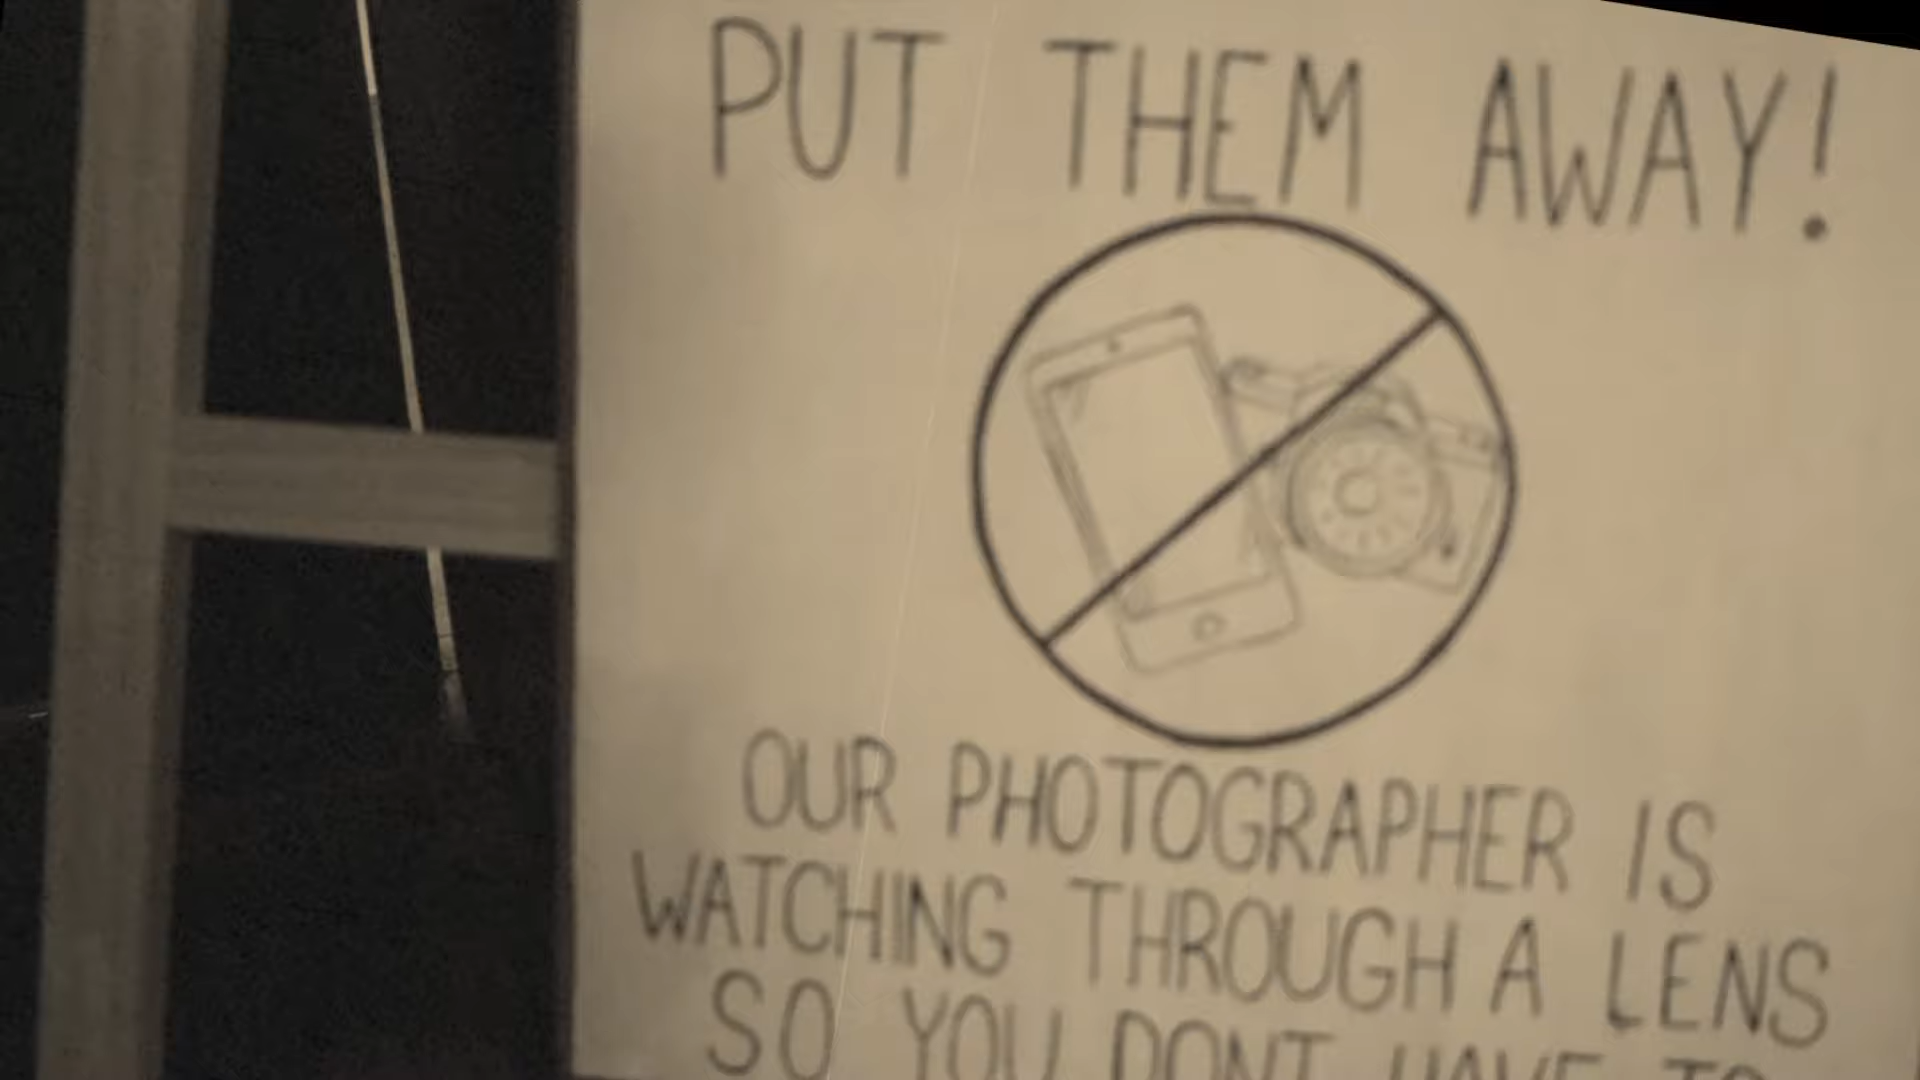 PUT THEM AWAY!
OUR PHOTOGRAPHER IS
WATCHING THROUGH A LENS
SO YOU DONT HAVE TO